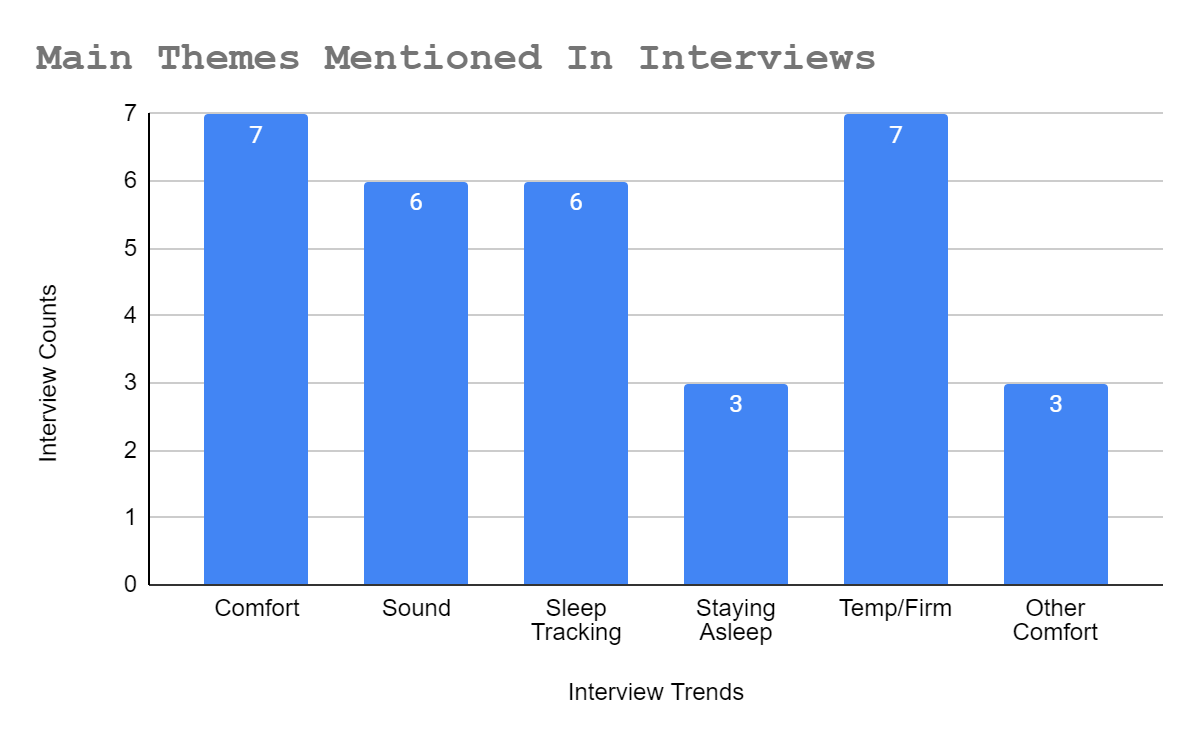 Main Themes Mentioned In Interviews
7
6
5
4
3
2
1
0
Interview Counts
7
6
6
3
7
3
Comfort
Sound
Sleep
Tracking
Staying
Asleep
Temp/Firm
Other
Comfort
Interview Trends